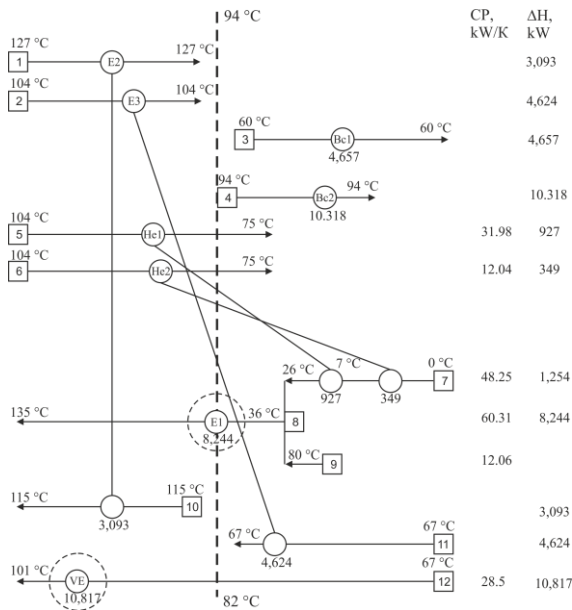 94 °C
CP, kW/K
ΔH, kW
127 °C
127 °C
1
E2
3,093
104 °C
104 °C
2
E3
4,624
60 °C
60 °C
3
Bc1
4,657
4,657
94 °C
94 °C
4
Bc2
10.318
10.318
104 °C
75 °C
5
Hc1
31.98
927
104 °C
75 °C
6
Hc2
12.04
349
26 °C
7 °C
0 °C
7
48.25
1,254
927
349
135 °C
36 °C
E1
8
60.31
8,244
8,244
80 °C
9
12.06
115 °C
115 °C
10
3,093
3,093
67 °C
67 °C
11
4,624
4,624
101 °C
67 °C
VE
12
28.5
10,817
10,817
82 °C